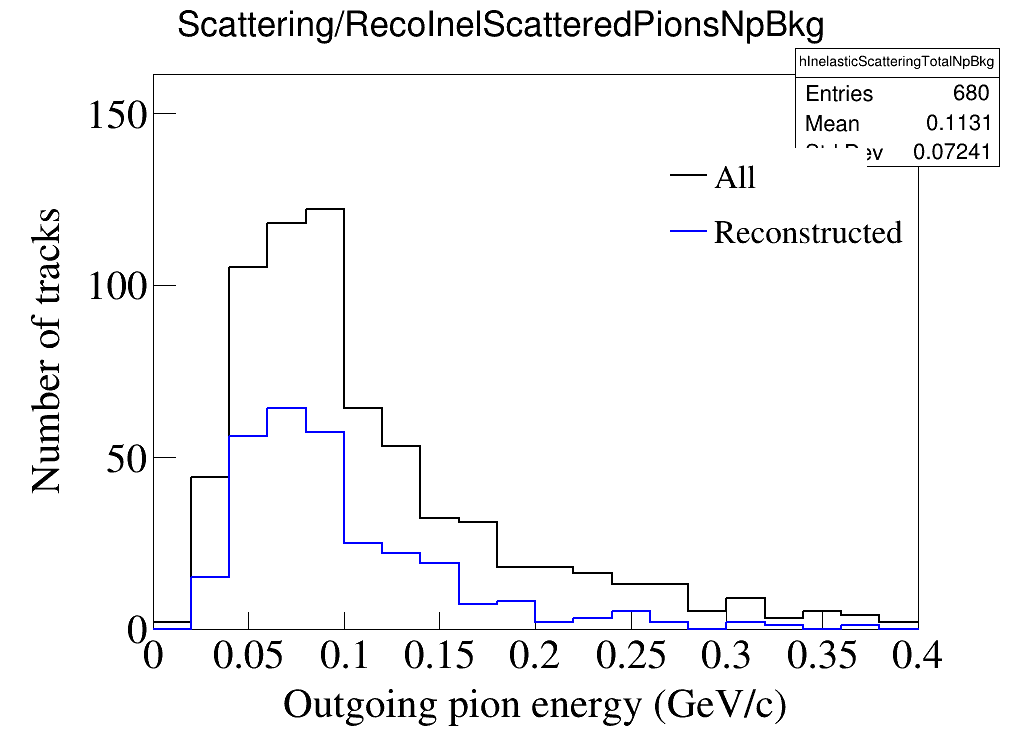 Scattering/RecoInelScatteredPionsNpBkg
hInelasticScatteringTotalNpBkg
Entries 680
Mean 0.1131
Std Dev 0.07241
All
Reconstructed
150
100
50
0
Number of tracks
0 0.05 0.1 0.15 0.2 0.25 0.3 0.35 0.4
Outgoing pion energy (GeV/c)